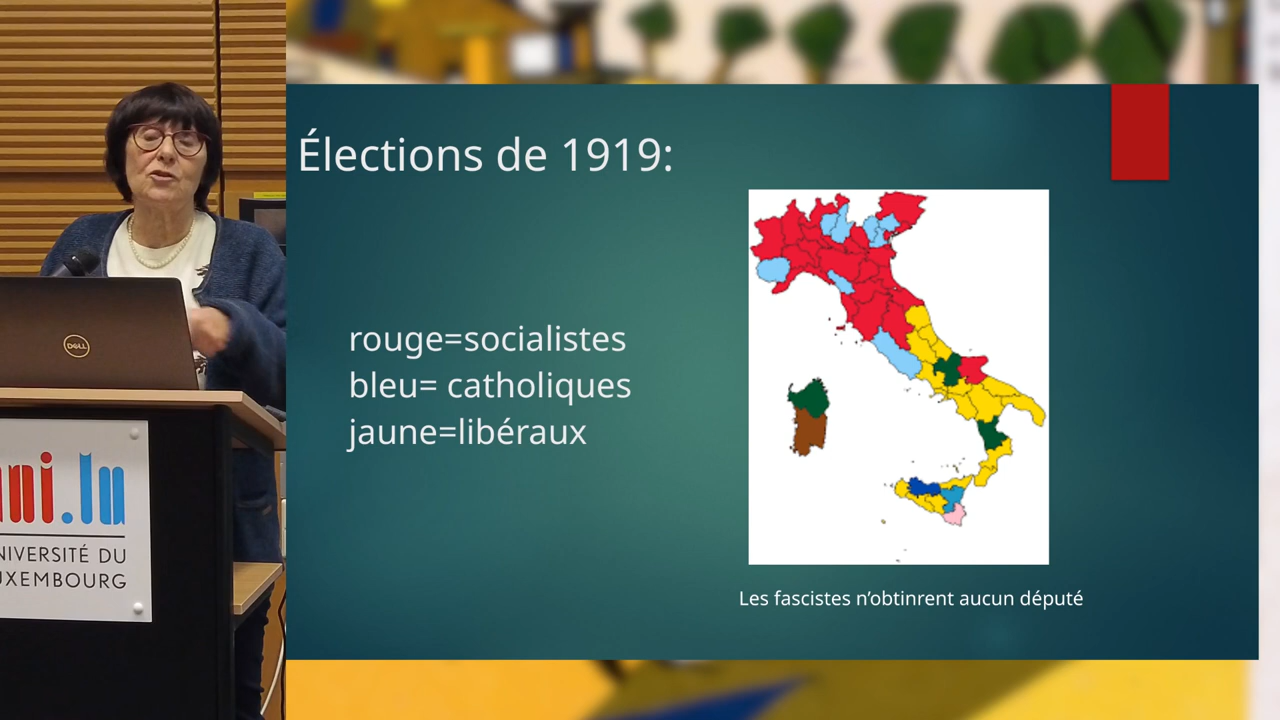 Élections de 1919:
rouge=socialistes
bleu= catholiques
jaune=libéraux
Les fascistes n’obtinrent aucun député
DELL
ni.lu
NIVERSITÉ DU
UXEMBOURG